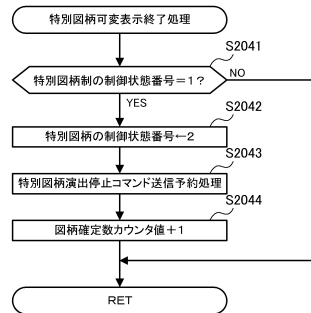 特別図柄可変表示終了処理
S2041
特別図柄制の制御状態番号＝1？
NO
YES
S2042
特別図柄の制御状態番号←2
S2043
特別図柄演出停止コマンド送信予約処理
S2044
図柄確定数カウンタ値＋1
RET